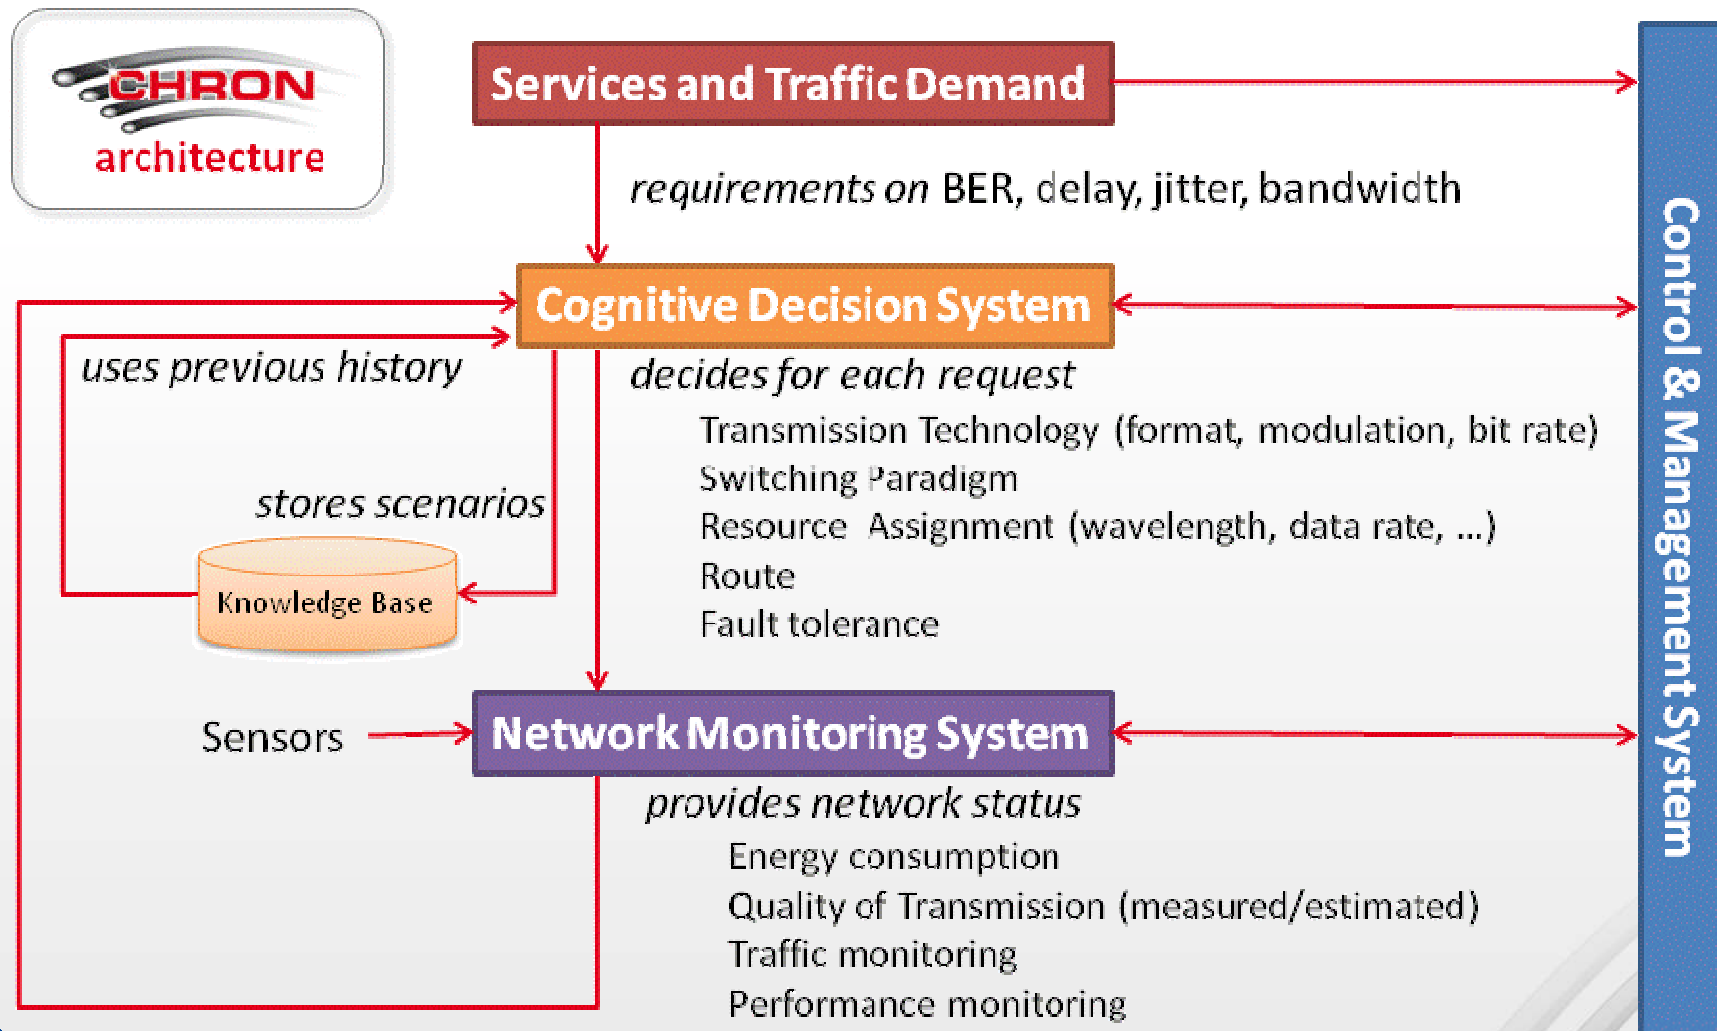 CHRON
architecture
Services and Traffic Demand
requirements on BER, delay, jitter, bandwidth
Cognitive Decision System
uses previous history
decides for each request
Transmission Technology (format, modulation, bit rate)
Switching Paradigm
stores scenarios
Resource Assignment (wavelength, data rate, ...)
Route
Knowledge Base
Fault tolerance
Sensors
Network Monitoring System
provides network status
Energy consumption
Quality of Transmission (measured/estimated)
Traffic monitoring
Performance monitoring
Control & Management System